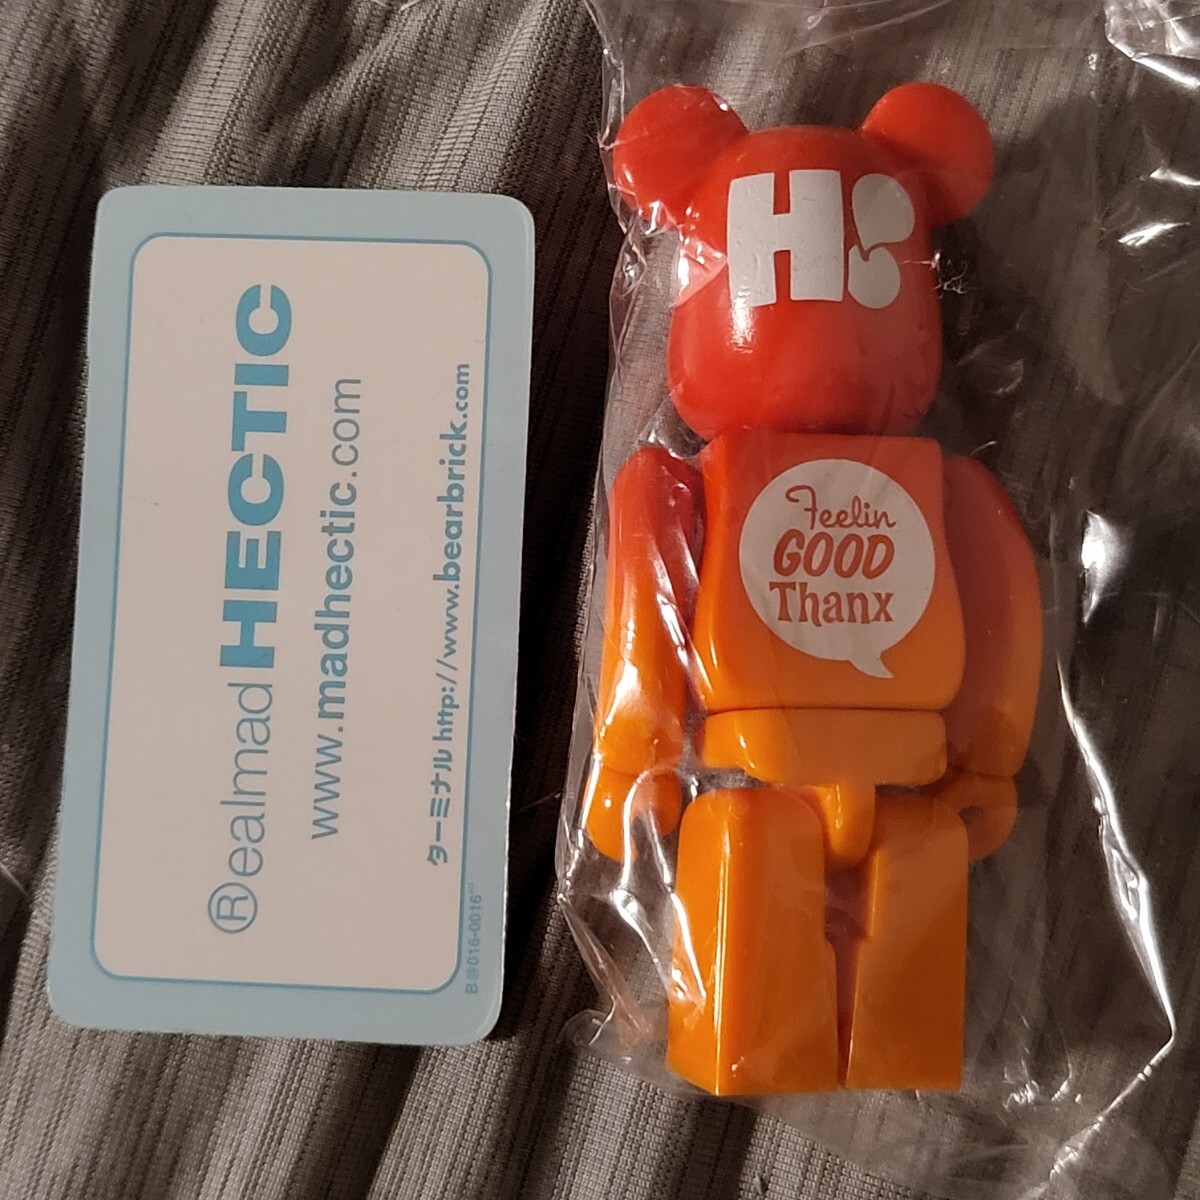 ⓇealmadHECTIC
www.madhectic.com
ターミナル http://www.bearbrick.com
B@016-0016''''
H:
Feelin
GOOD
Thanx